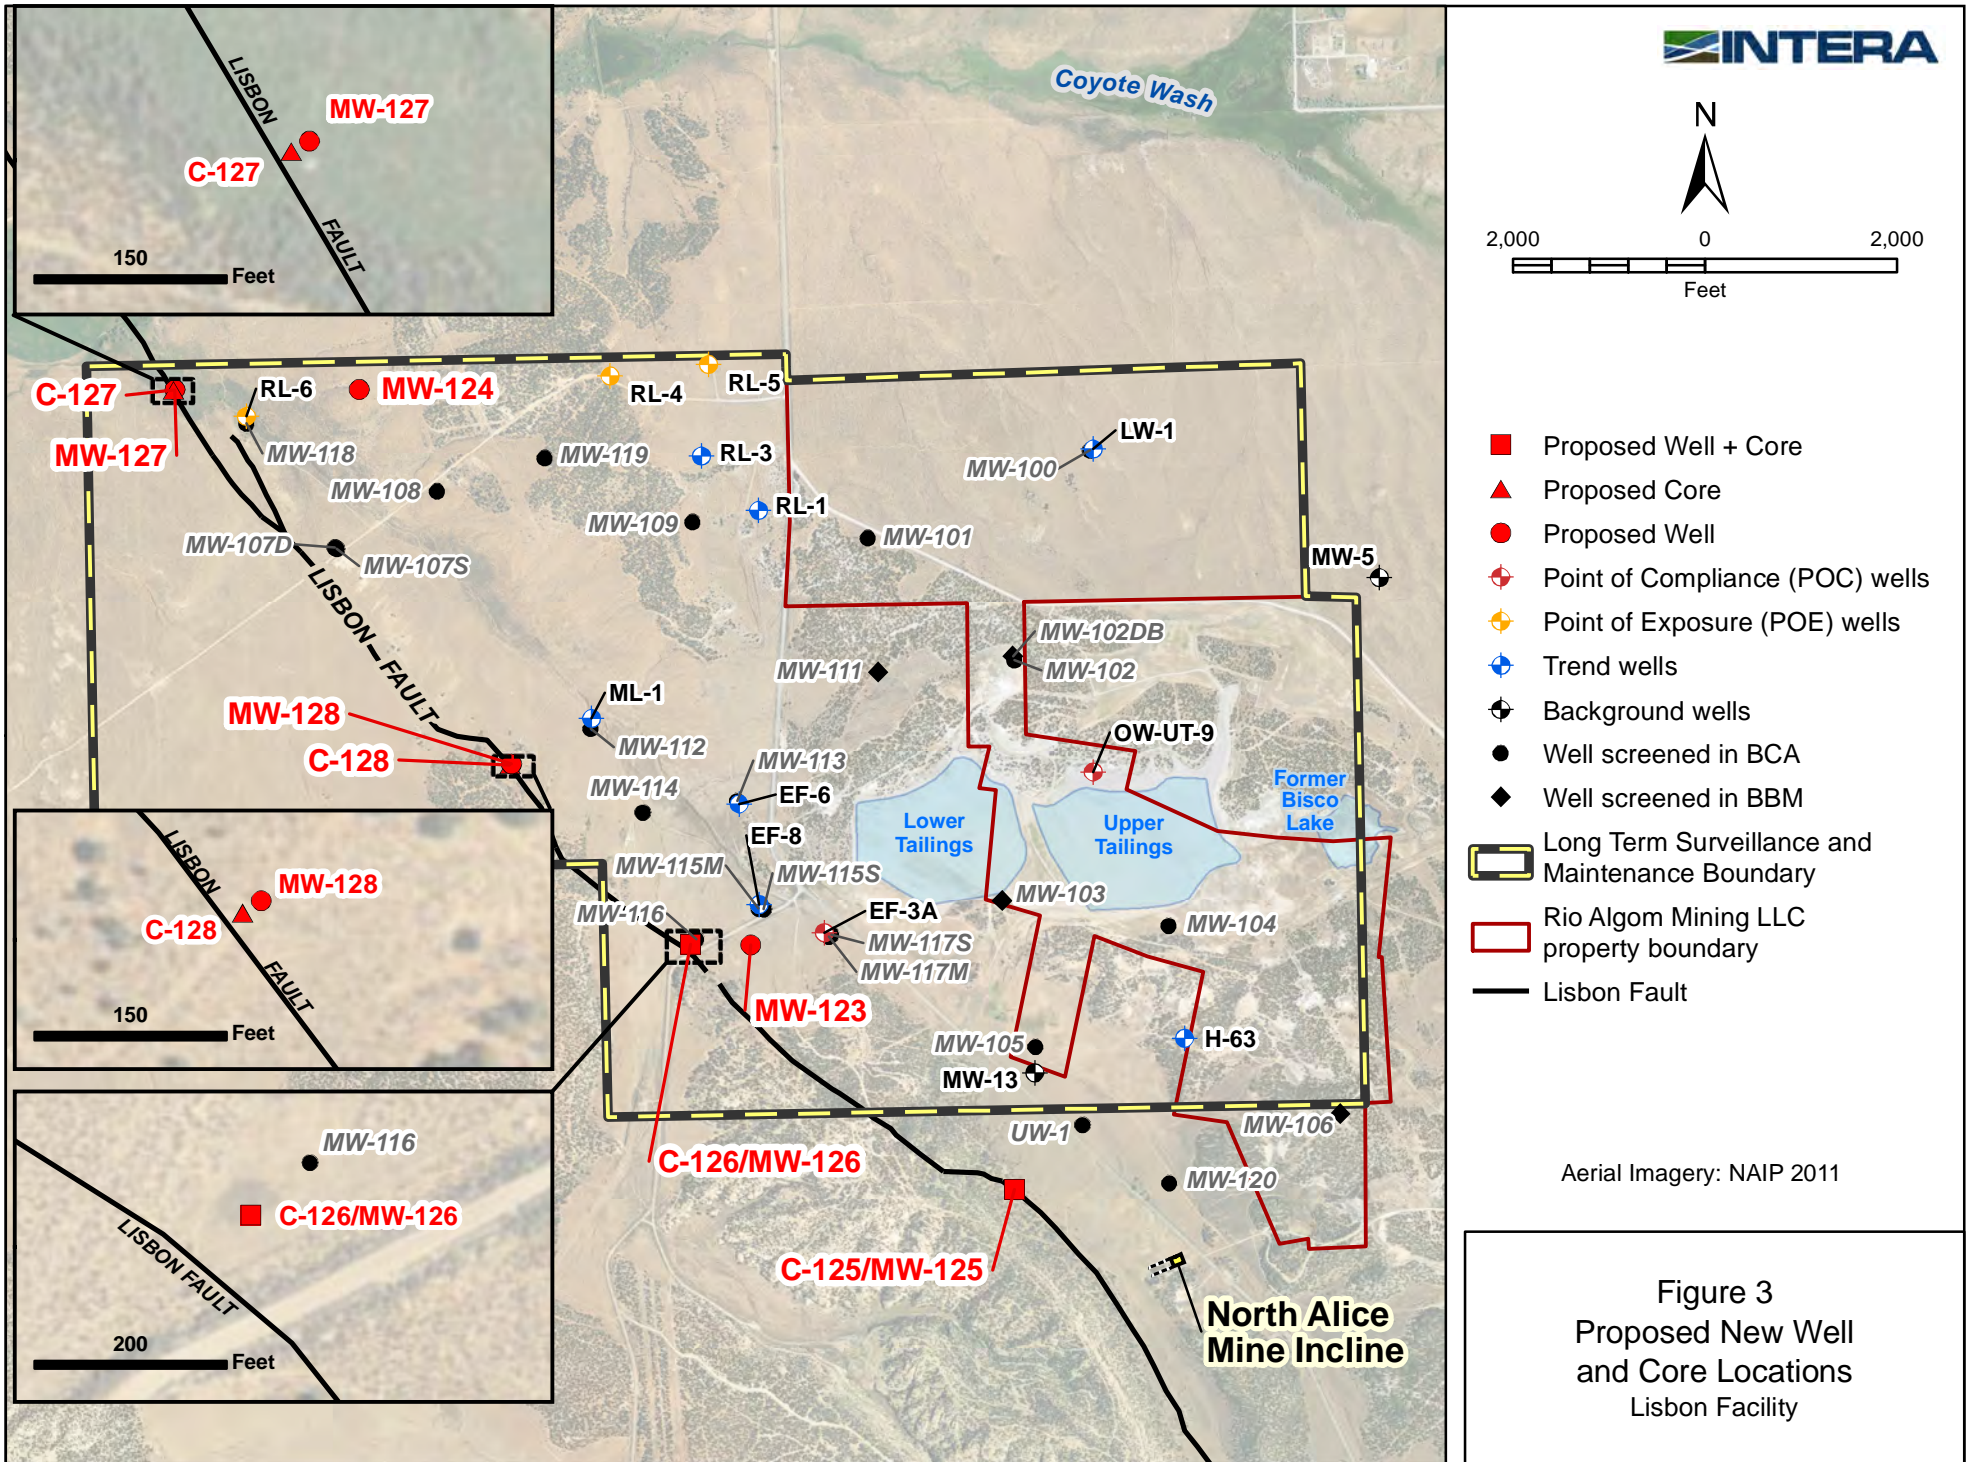 LISBON
FAULT
MW-127
C-127
150
Feet
Coyote Wash
C-127
MW-127
RL-6
MW-118
MW-124
RL-4
RL-5
MW-119
RL-3
MW-108
RL-1
MW-109
MW-107D
MW-107S
LW-1
MW-100
MW-101
MW-5
LISBON FAULT
MW-102DB
MW-102
MW-111
ML-1
MW-112
MW-128
C-128
OW-UT-9
MW-113
EF-6
MW-114
EF-8
Lower
Tailings
Upper
Tailings
Former
Bisco
Lake
MW-115M
MW-115S
MW-116
EF-3A
MW-117S
MW-117M
MW-103
MW-104
MW-123
MW-105
MW-13
H-63
UW-1
MW-106
MW-120
C-126/MW-126
C-125/MW-125
North Alice
Mine Incline
LISBON
FAULT
MW-128
C-128
150
Feet
MW-116
C-126/MW-126
LISBON FAULT
200
Feet
INTERA
N
2,000
0
2,000
Feet
Proposed Well + Core
Proposed Core
Proposed Well
Point of Compliance (POC) wells
Point of Exposure (POE) wells
Trend wells
Background wells
Well screened in BCA
Well screened in BBM
Long Term Surveillance and
Maintenance Boundary
Rio Algom Mining LLC
property boundary
Lisbon Fault
Aerial Imagery: NAIP 2011
Figure 3
Proposed New Well
and Core Locations
Lisbon Facility